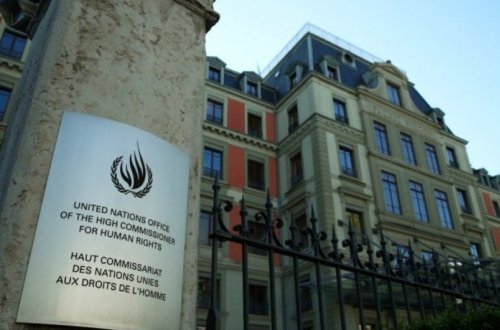 UNITED NATIONS OFFICE
OF THE HIGH COMMISSIONER
FOR HUMAN RIGHTS
HAUT COMMISSARIAT
DES NATIONS UNIES
AUX DROITS DE L'HOMME